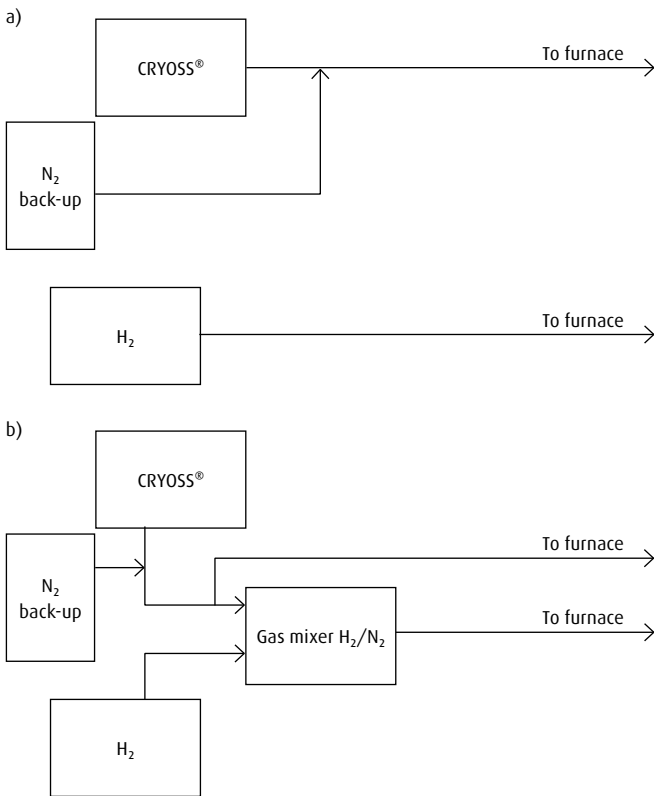 a)
CRYOSS®
To furnace
N₂
back-up
To furnace
H₂
b)
CRYOSS®
To furnace
N₂
back-up
To furnace
Gas mixer H₂/N₂
H₂